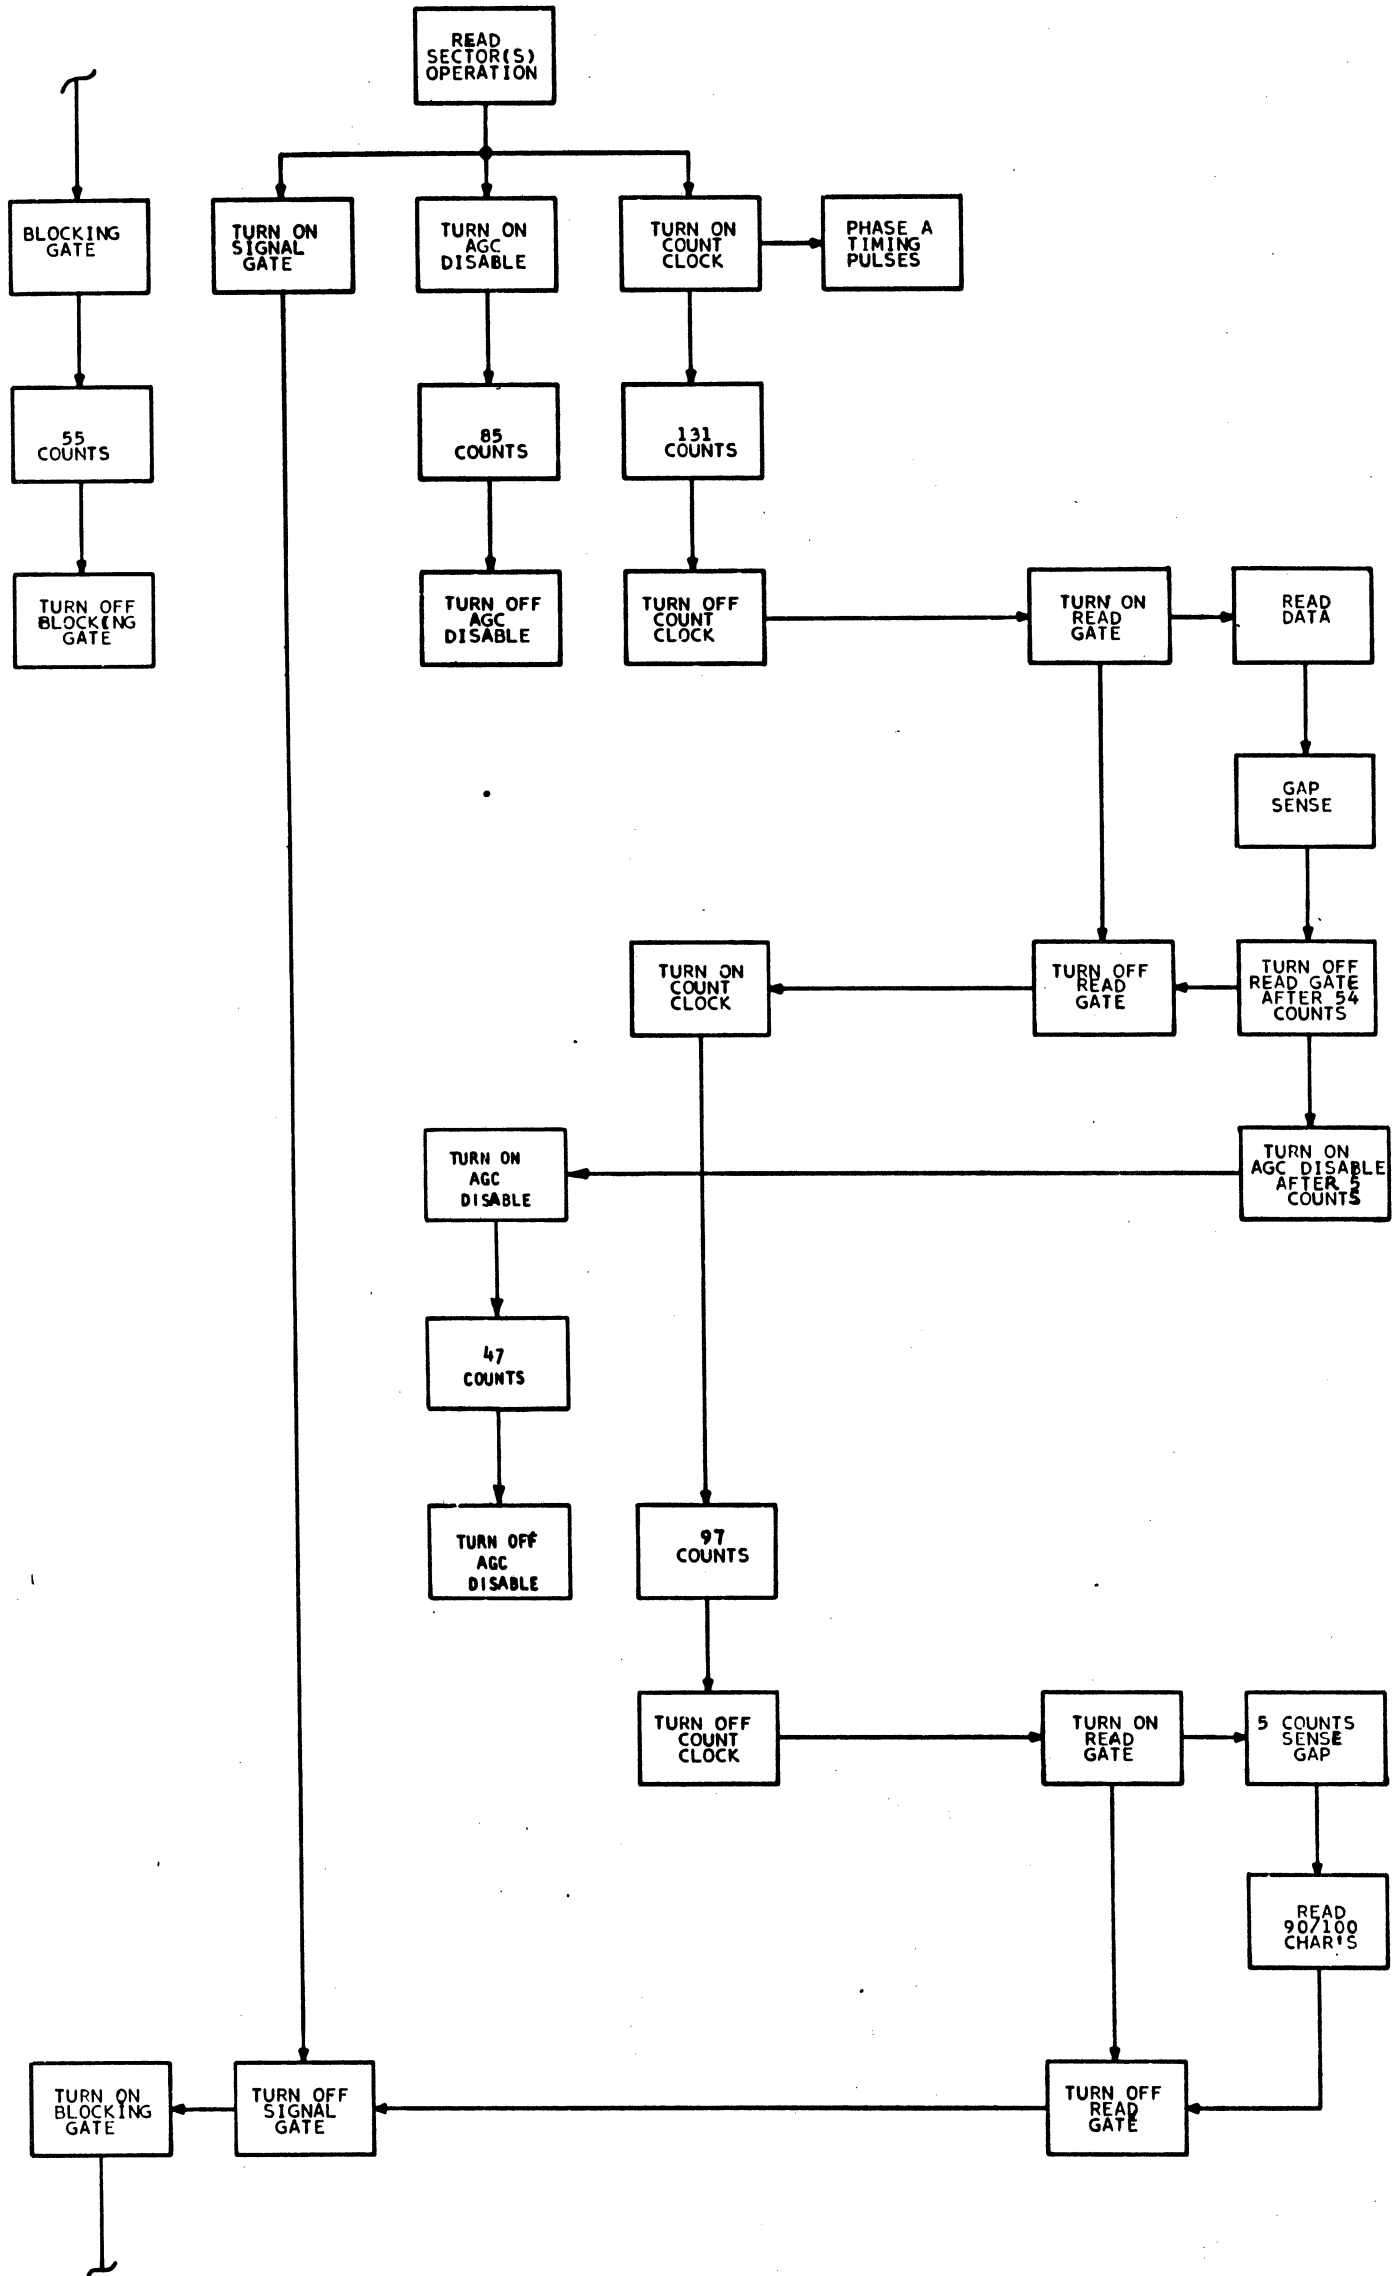 READ
SECTOR(S)
OPERATION
BLOCKING
GATE
TURN ON
SIGNAL
GATE
TURN ON
AGC
DISABLE
TURN ON
COUNT
CLOCK
PHASE A
TIMING
PULSES
55
COUNTS
85
COUNTS
131
COUNTS
TURN OFF
BLOCKING
GATE
TURN OFF
AGC
DISABLE
TURN OFF
COUNT
CLOCK
TURN ON
READ
GATE
READ
DATA
GAP
SENSE
TURN ON
COUNT
CLOCK
TURN OFF
READ
GATE
TURN OFF
READ GATE
AFTER 54
COUNTS
TURN ON
AGC
DISABLE
TURN ON
AGC DISABLE
AFTER 5
COUNTS
47
COUNTS
TURN OFF
AGC
DISABLE
97
COUNTS
TURN OFF
COUNT
CLOCK
TURN ON
READ
GATE
5 COUNTS
SENSE
GAP
READ
90/100
CHAR'S
TURN ON
BLOCKING
GATE
TURN OFF
SIGNAL
GATE
TURN OFF
READ
GATE